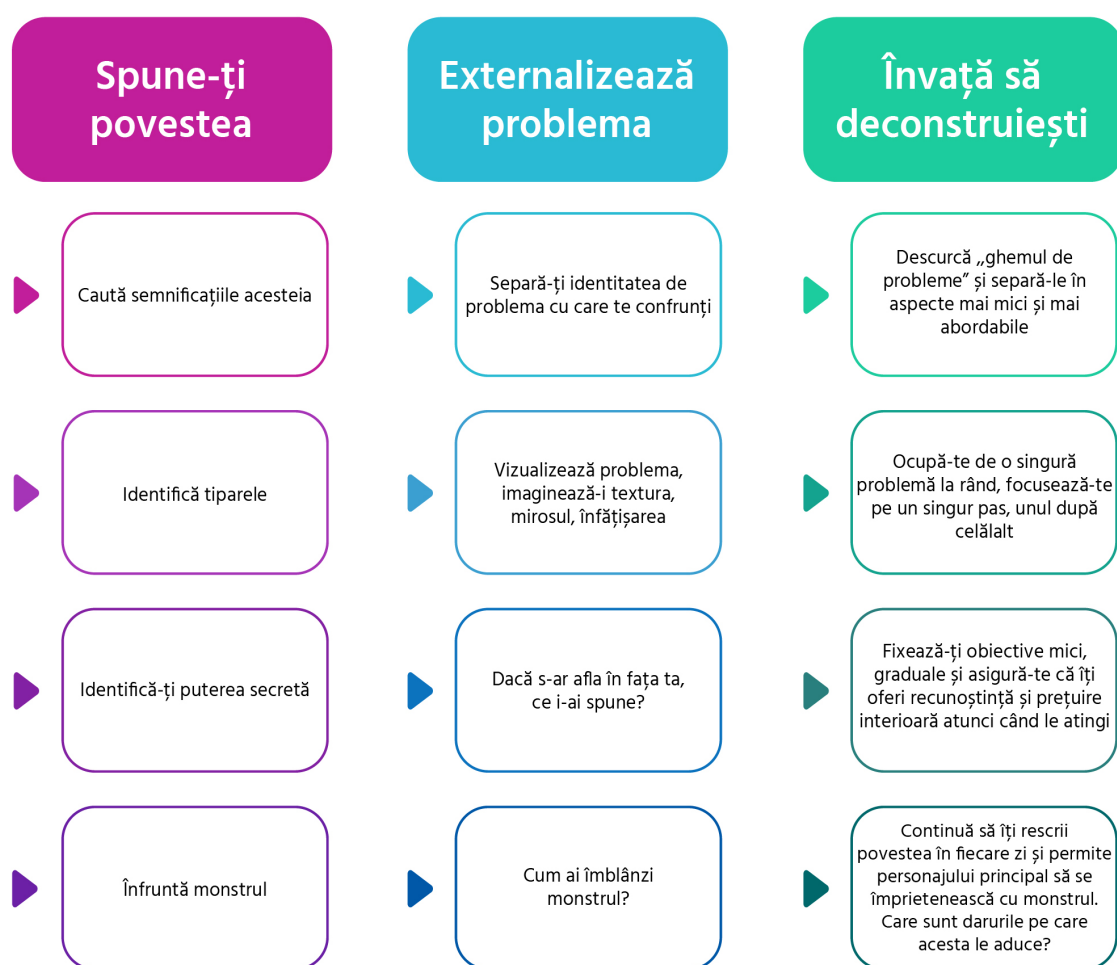 Spune-ți
povestea
Caută semnificațiile acesteia
Identifică tiparele
Identifică-ți puterea secretă
Înfruntă monstrul
Externalizează
problema
Separă-ți identitatea de
problema cu care te confrunți
Vizualizează problema,
imaginează-i textura,
mirosul, înfățișarea
Dacă s-ar afla în fața ta,
ce i-ai spune?
Cum ai îmblânzi
monstrul?
Învață să
deconstruiești
Descurcă „ghemul de
probleme” și separă-le în
aspecte mai mici și mai
abordabile
Ocupă-te de o singură
problemă la rând, focusează-te
pe un singur pas, unul după
celălalt
Fixează-ți obiective mici,
graduale și asigură-te că îți
oferi recunoștință și prețuire
interioară atunci când le atingi
Continuă să îți rescrii
povestea în fiecare zi și permite
personajului principal să se
împrietenească cu monstrul.
Care sunt darurile pe care
acesta le aduce?